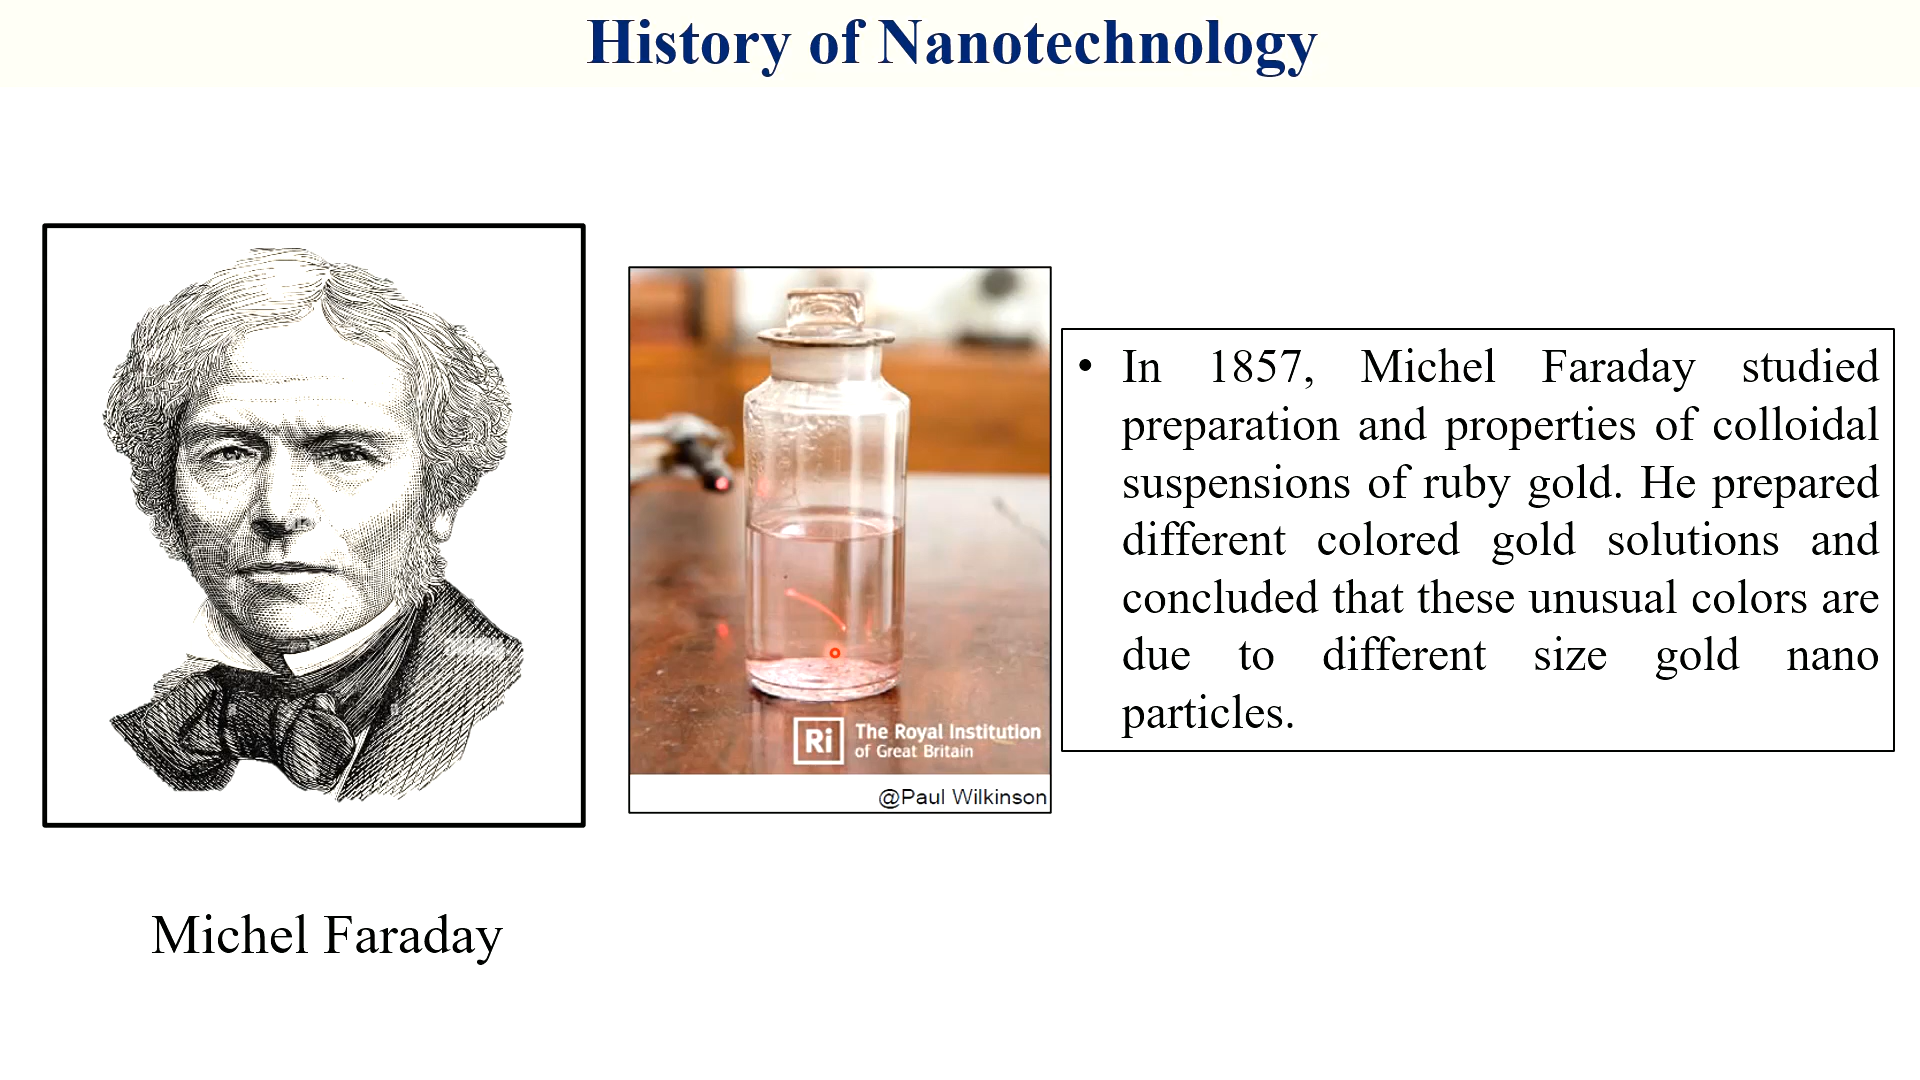 History of Nanotechnology
• In 1857, Michel Faraday studied
preparation and properties of colloidal
suspensions of ruby gold. He prepared
different colored gold solutions and
concluded that these unusual colors are
due to different size gold nano
particles.
Ri The Royal Institution
of Great Britain
@Paul Wilkinson
Michel Faraday